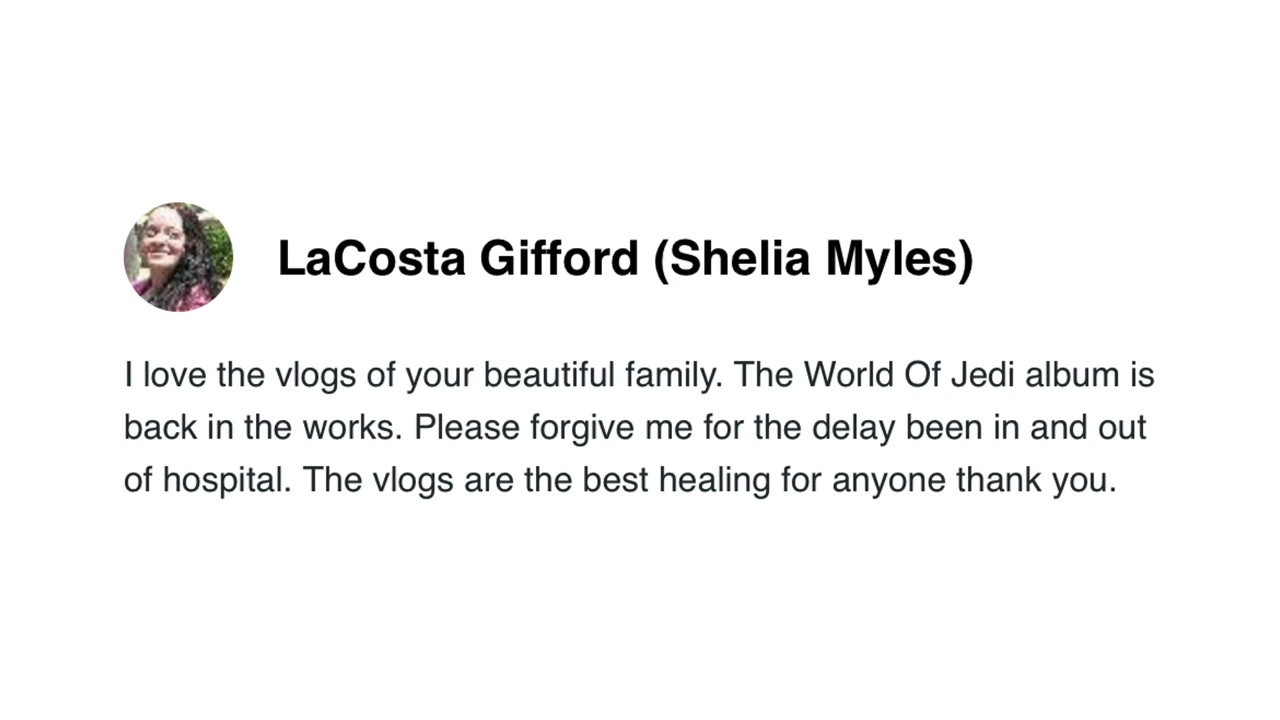 LaCosta Gifford (Shelia Myles)
I love the vlogs of your beautiful family. The World Of Jedi album is
back in the works. Please forgive me for the delay been in and out
of hospital. The vlogs are the best healing for anyone thank you.